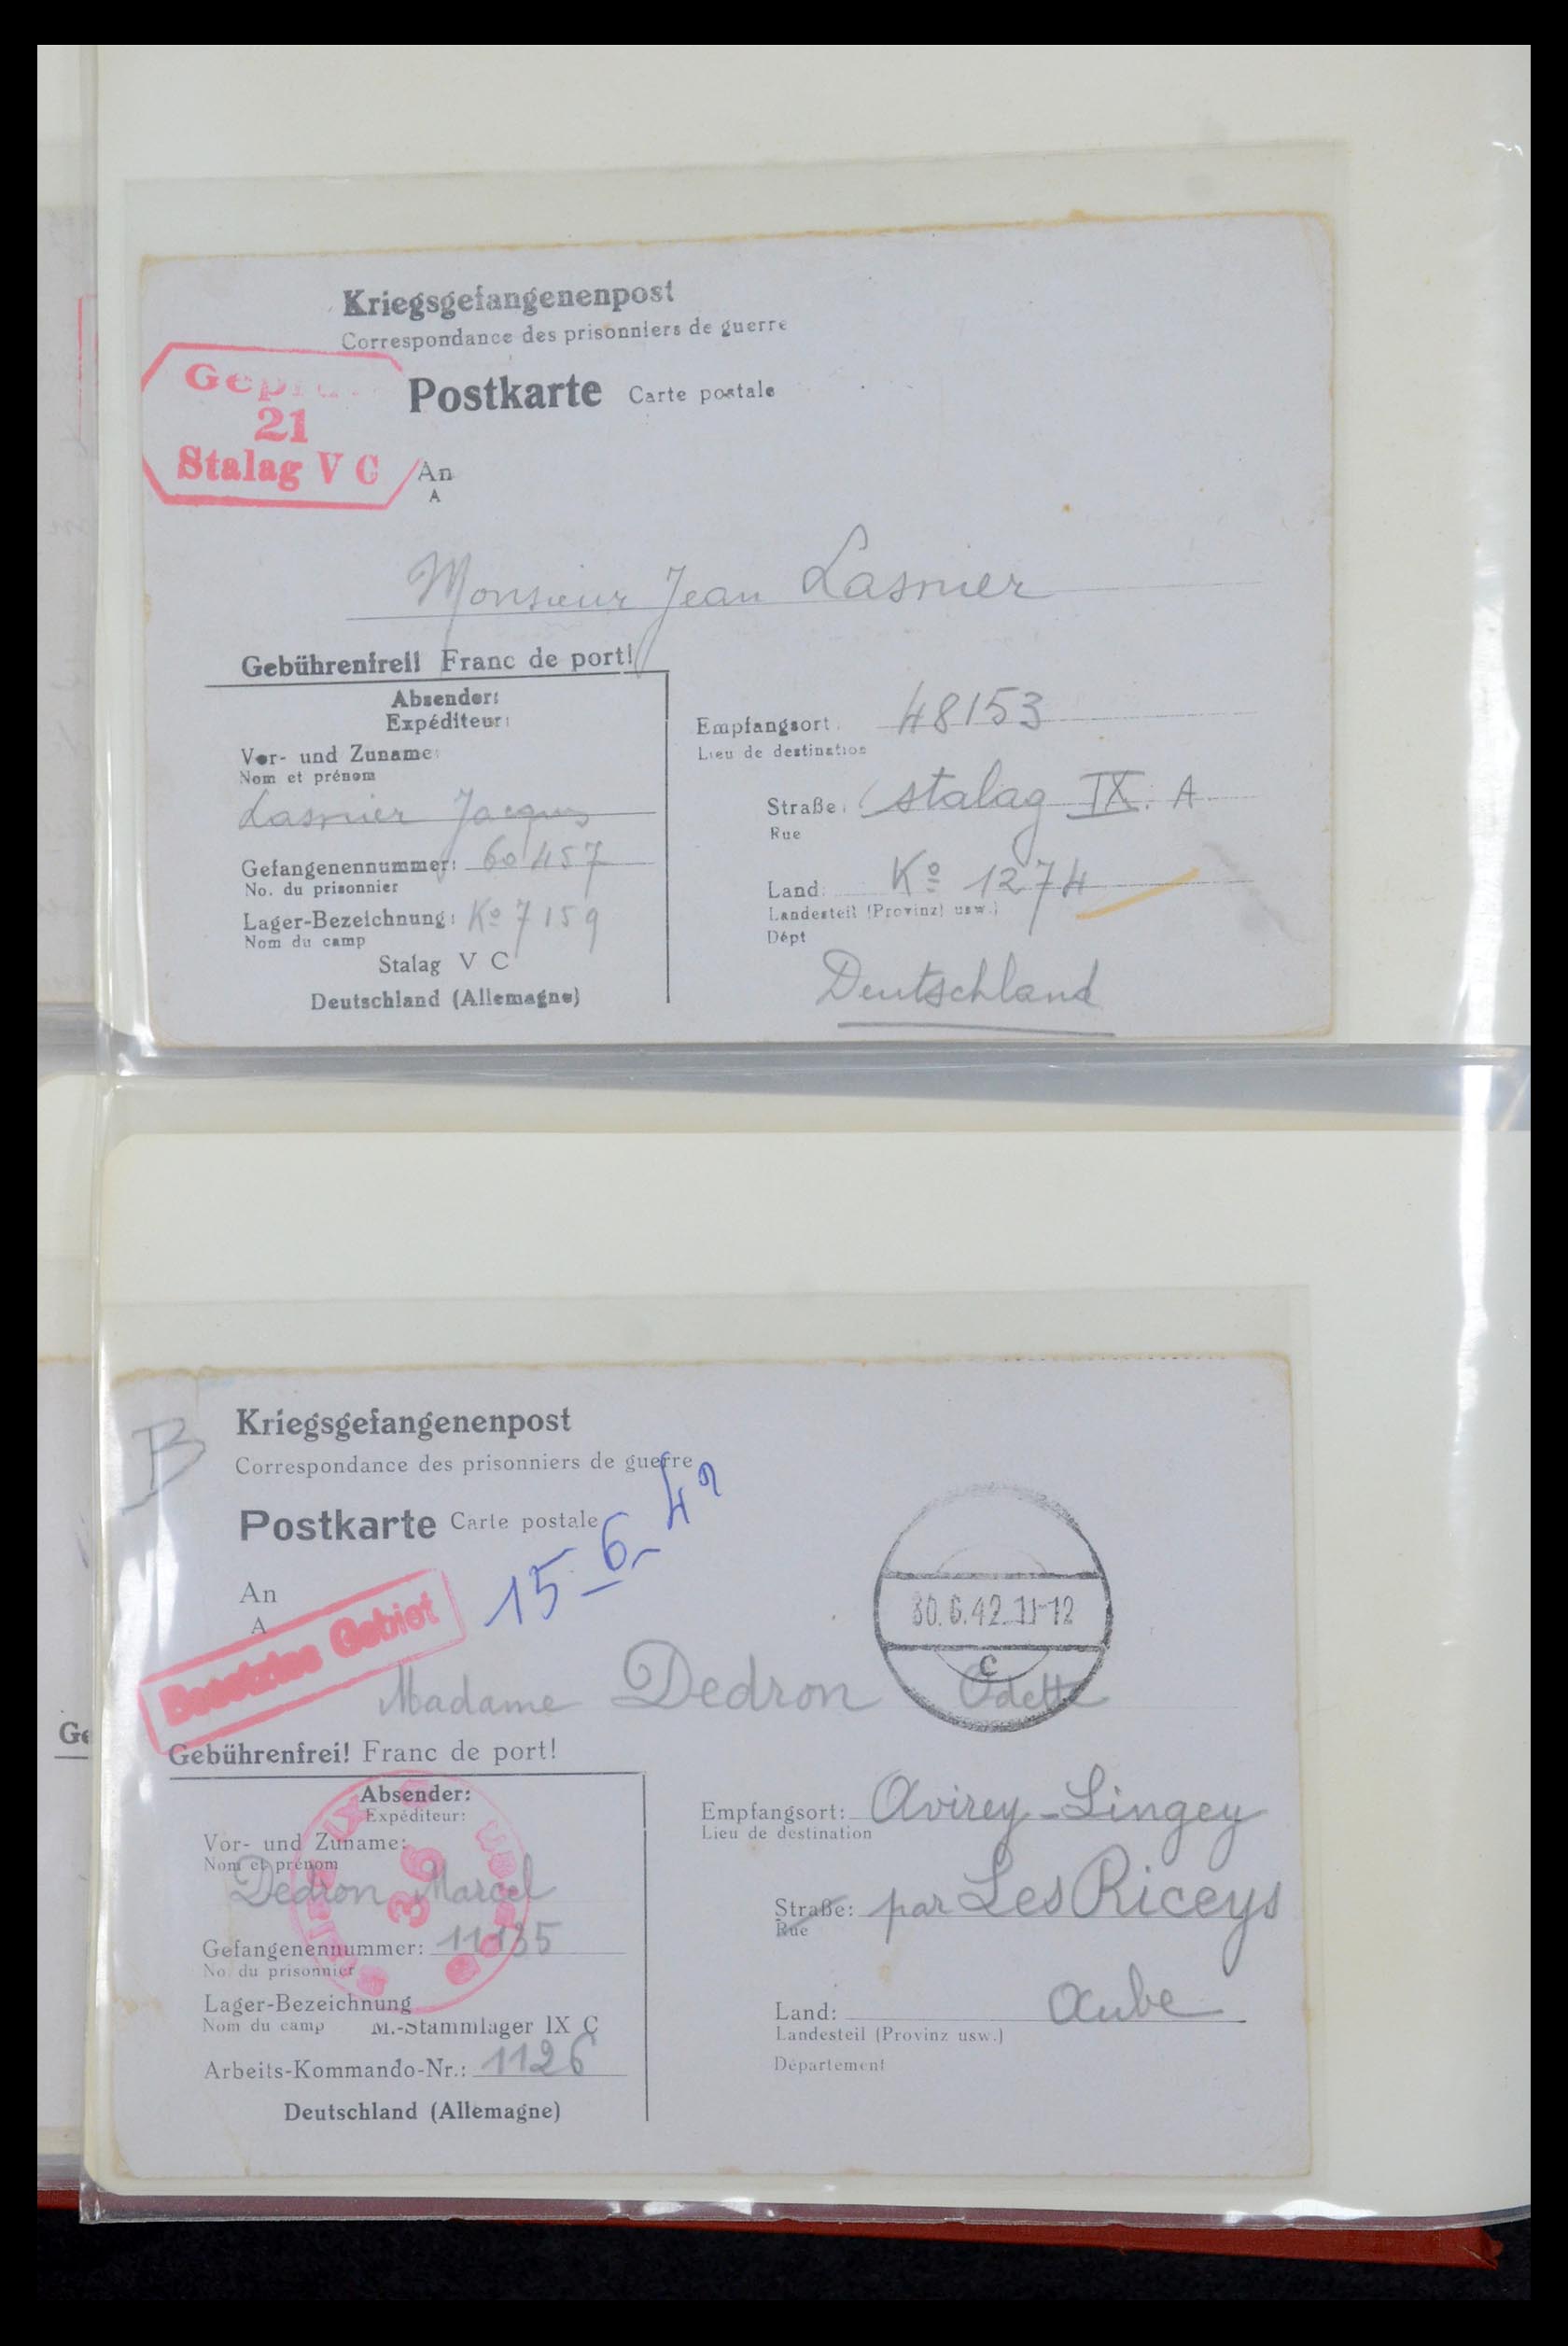 Kriegsgefangenenpost
Correspondance des prisonniers de guerre
Postkarte Carte postale
21
Stalag V C
An
A
Monsieur Jean Lasnier
Gebührenfrei! Franc de port!
Absender:
Expéditeur:
Vor- und Zuname:
Nom et prénom
Lasnier Jacques
Gefangenennummer: 60457
No. du prisonnier
Lager-Bezeichnung: K° 7159
Nom du camp
Stalag V C
Deutschland (Allemagne)
Empfangsort: 48153
Lieu de destination
Straße: stalag IX. A
Rue
Land: K° 1274
Landesteil (Provinz) usw.)
Dépt
Deutschland
B
Kriegsgefangenenpost
Correspondance des prisonniers de guerre
Postkarte Carte postale
15-6-42
An
A
Besetztes Gebiet
30.6.42 11-12
c
Madame Dedron Odette
Gebührenfrei! Franc de port!
Absender:
Expéditeur:
Vor- und Zuname:
Nom et prénom
Dedron Marcel
36
Gefangenennummer: 11135
No. du prisonnier
Lager-Bezeichnung
Nom du camp M.-Stammlager IX C
Arbeits-Kommando-Nr.: 1126
Deutschland (Allemagne)
Empfangsort: Avirey-Lingey
Lieu de destination
Straße: par Les Riceys
Rue
Land: Aube
Landesteil (Provinz usw.)
Département
Ge